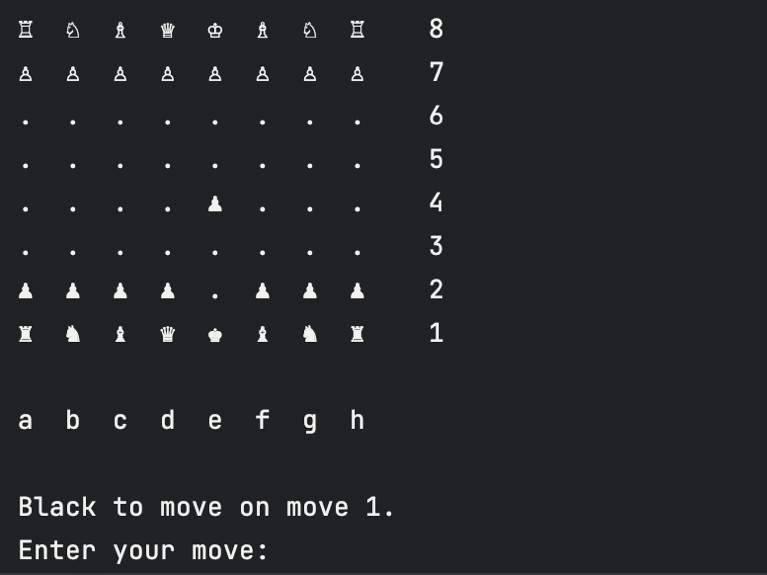 ♖ ♘ ♗ ♕ ♔ ♗ ♘ ♖ 8
♙ ♙ ♙ ♙ ♙ ♙ ♙ ♙ 7
. . . . . . . . 6
. . . . . . . . 5
. . . . ♟ . . . 4
. . . . . . . . 3
♟ ♟ ♟ ♟ . ♟ ♟ ♟ 2
♜ ♞ ♝ ♛ ♚ ♝ ♞ ♜ 1
a b c d e f g h
Black to move on move 1.
Enter your move: